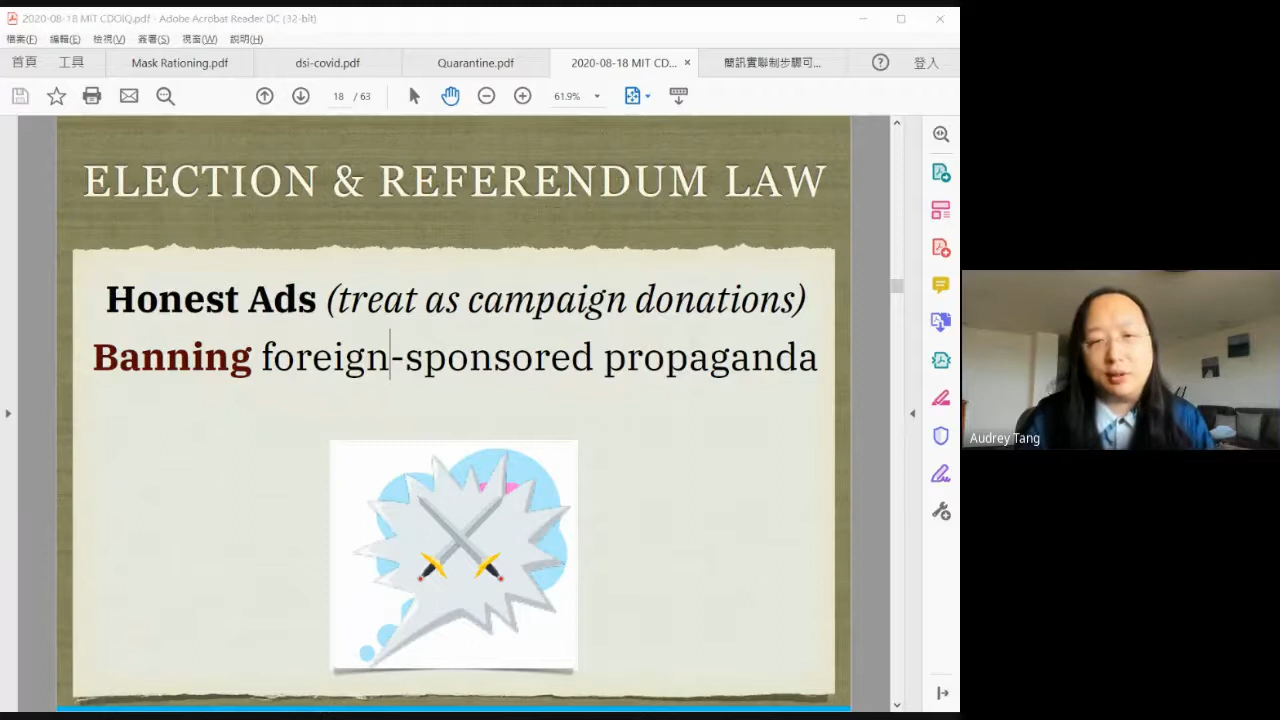 2020-08-18 MIT CDOIQ.pdf - Adobe Acrobat Reader DC (32-bit)
檔案(F) 編輯(E) 檢視(V) 簽署(S) 視窗(W) 說明(H)
首頁 工具 Mask Rationing.pdf dsi-covid.pdf Quarantine.pdf 2020-08-18 MIT CD... × 簡訊實聯制步驟可... 登入
18 / 63 61.9%
ELECTION & REFERENDUM LAW
Honest Ads (treat as campaign donations)
Banning foreign-sponsored propaganda
Audrey Tang